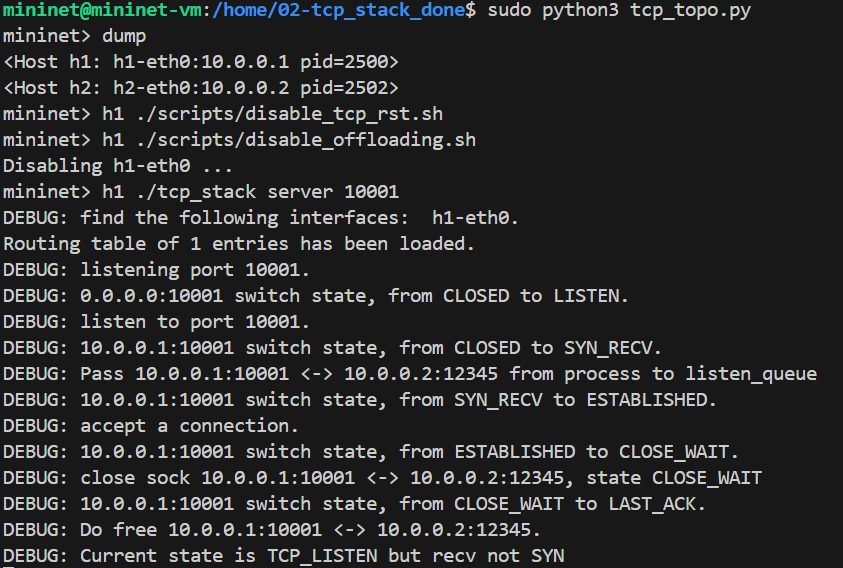 mininet@mininet-vm:/home/02-tcp_stack_done$ sudo python3 tcp_topo.py
mininet> dump
<Host h1: h1-eth0:10.0.0.1 pid=2500>
<Host h2: h2-eth0:10.0.0.2 pid=2502>
mininet> h1 ./scripts/disable_tcp_rst.sh
mininet> h1 ./scripts/disable_offloading.sh
Disabling h1-eth0 ...
mininet> h1 ./tcp_stack server 10001
DEBUG: find the following interfaces:  h1-eth0.
Routing table of 1 entries has been loaded.
DEBUG: listening port 10001.
DEBUG: 0.0.0.0:10001 switch state, from CLOSED to LISTEN.
DEBUG: listen to port 10001.
DEBUG: 10.0.0.1:10001 switch state, from CLOSED to SYN_RECV.
DEBUG: Pass 10.0.0.1:10001 <-> 10.0.0.2:12345 from process to listen_queue
DEBUG: 10.0.0.1:10001 switch state, from SYN_RECV to ESTABLISHED.
DEBUG: accept a connection.
DEBUG: 10.0.0.1:10001 switch state, from ESTABLISHED to CLOSE_WAIT.
DEBUG: close sock 10.0.0.1:10001 <-> 10.0.0.2:12345, state CLOSE_WAIT
DEBUG: 10.0.0.1:10001 switch state, from CLOSE_WAIT to LAST_ACK.
DEBUG: Do free 10.0.0.1:10001 <-> 10.0.0.2:12345.
DEBUG: Current state is TCP_LISTEN but recv not SYN